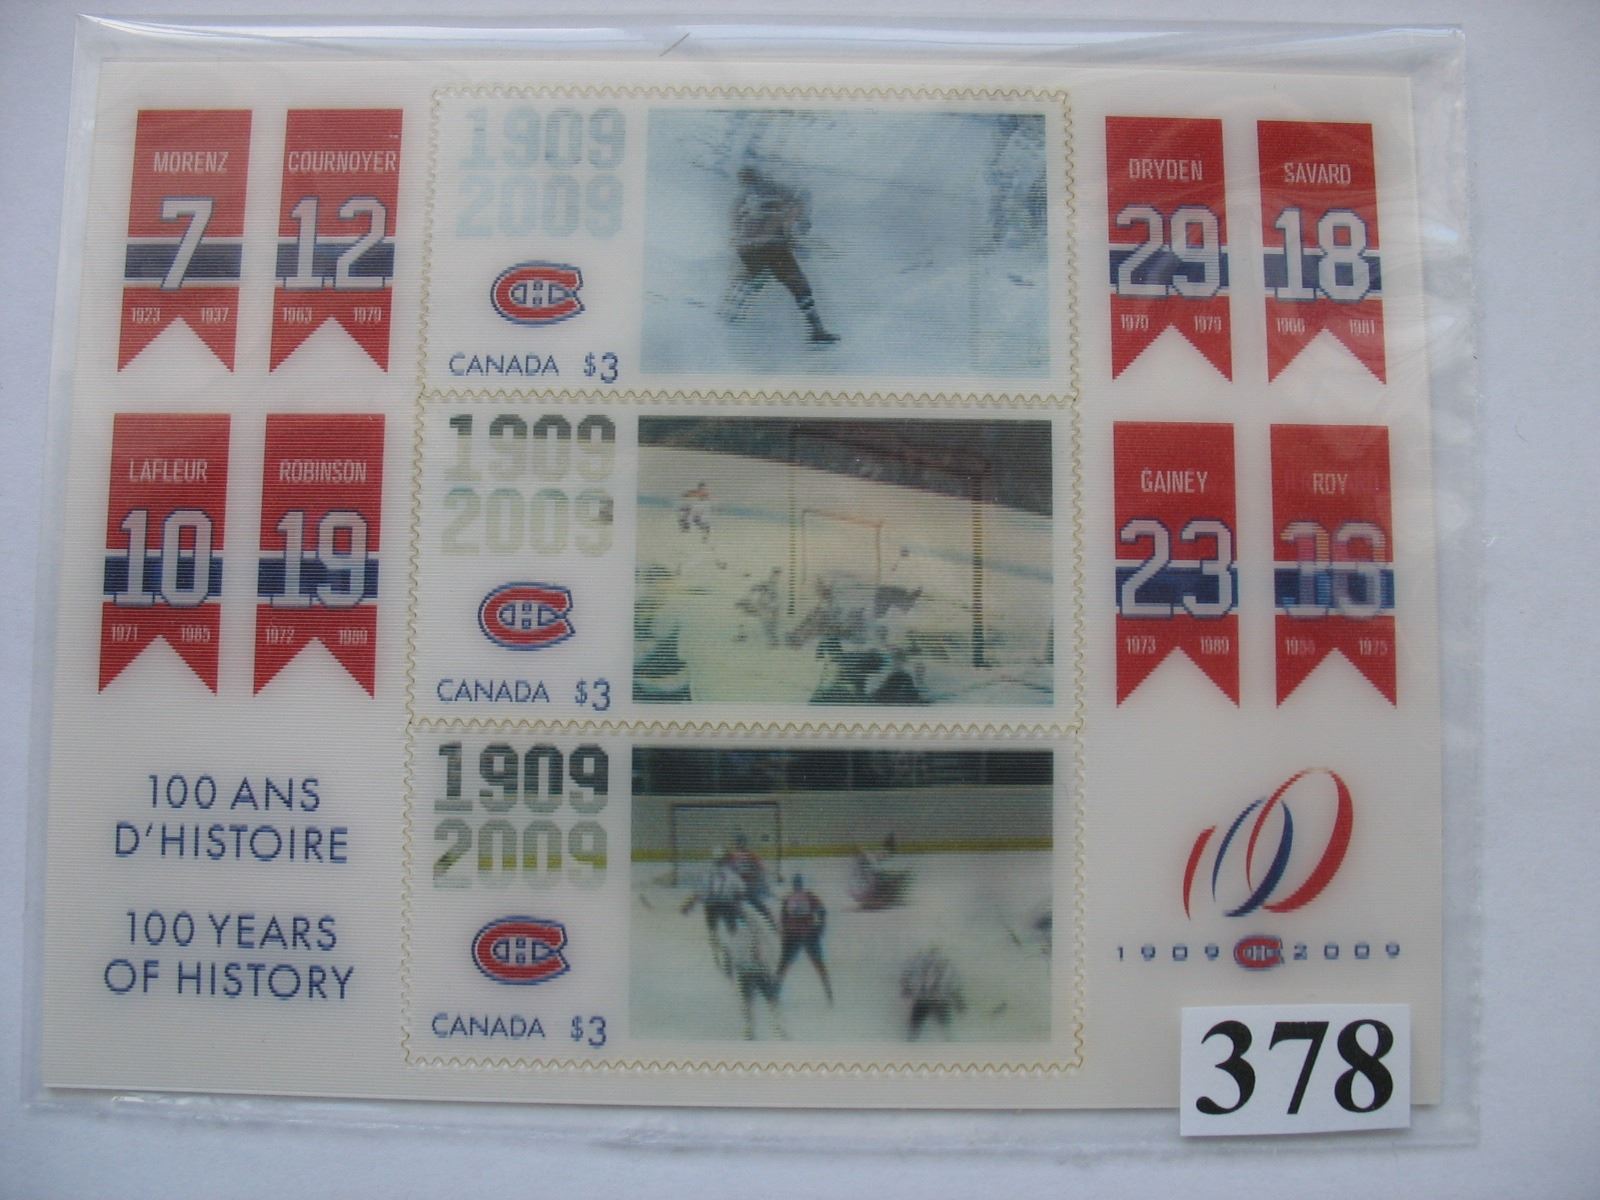 MORENZ
7
1923 1937
COURNOYER
12
1963 1979
LAFLEUR
10
1971 1985
ROBINSON
19
1972 1989
100 ANS
D'HISTOIRE
100 YEARS
OF HISTORY
1909
2009
CANADA $3
1909
2009
CANADA $3
1909
2009
CANADA $3
DRYDEN
29
1970 1979
SAVARD
18
1966 1981
GAINEY
23
1973 1989
ROY
1975
1909 CH 2009
378